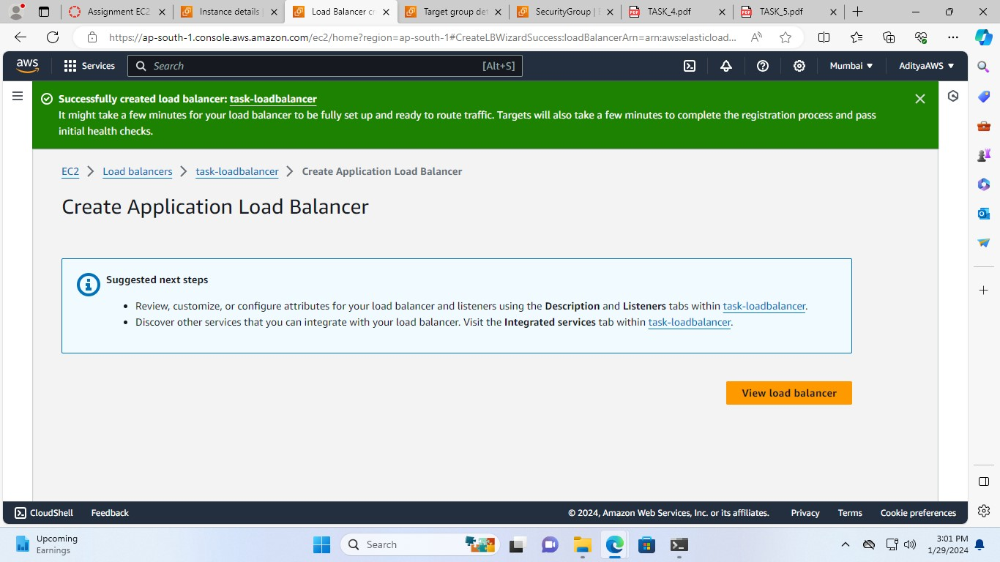 Assignment EC2
Instance details |
Load Balancer cr
Target group det
SecurityGroup | E
TASK_4.pdf
TASK_5.pdf
https://ap-south-1.console.aws.amazon.com/ec2/home?region=ap-south-1#CreateLBWizardSuccess:loadBalancerArn=arn:aws:elasticload...
aws
Services
Search
[Alt+S]
Mumbai
AdityaAWS
Successfully created load balancer: task-loadbalancer
It might take a few minutes for your load balancer to be fully set up and ready to route traffic. Targets will also take a few minutes to complete the registration process and pass
initial health checks.
EC2 > Load balancers > task-loadbalancer > Create Application Load Balancer
Create Application Load Balancer
Suggested next steps
• Review, customize, or configure attributes for your load balancer and listeners using the Description and Listeners tabs within task-loadbalancer.
• Discover other services that you can integrate with your load balancer. Visit the Integrated services tab within task-loadbalancer.
View load balancer
CloudShell
Feedback
© 2024, Amazon Web Services, Inc. or its affiliates.
Privacy
Terms
Cookie preferences
Upcoming
Earnings
Search
3:01 PM
1/29/2024